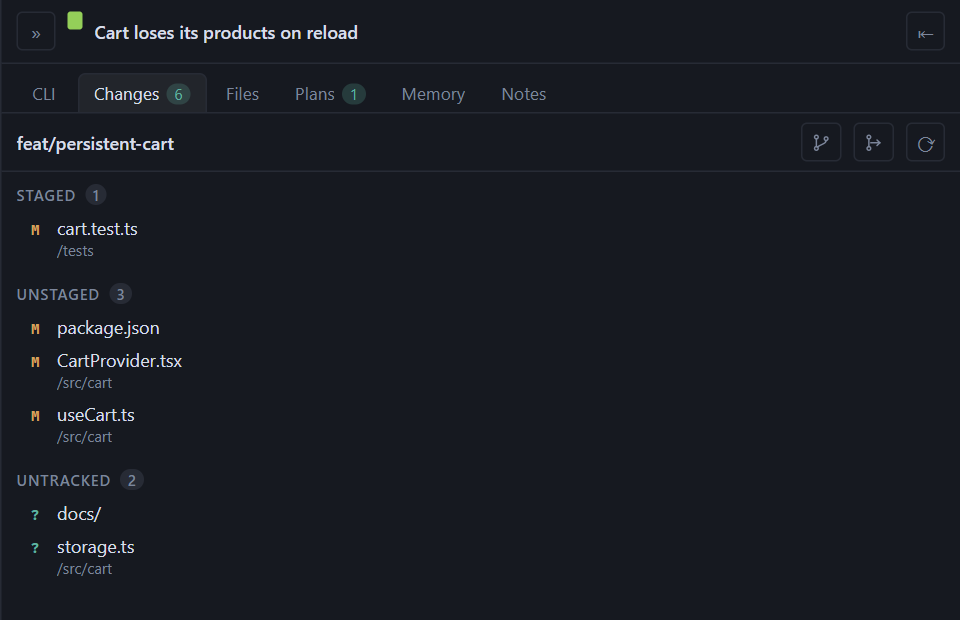 » Cart loses its products on reload
CLI Changes 6 Files Plans 1 Memory Notes
feat/persistent-cart
STAGED 1
M cart.test.ts
/tests
UNSTAGED 3
M package.json
M CartProvider.tsx
/src/cart
M useCart.ts
/src/cart
UNTRACKED 2
? docs/
? storage.ts
/src/cart